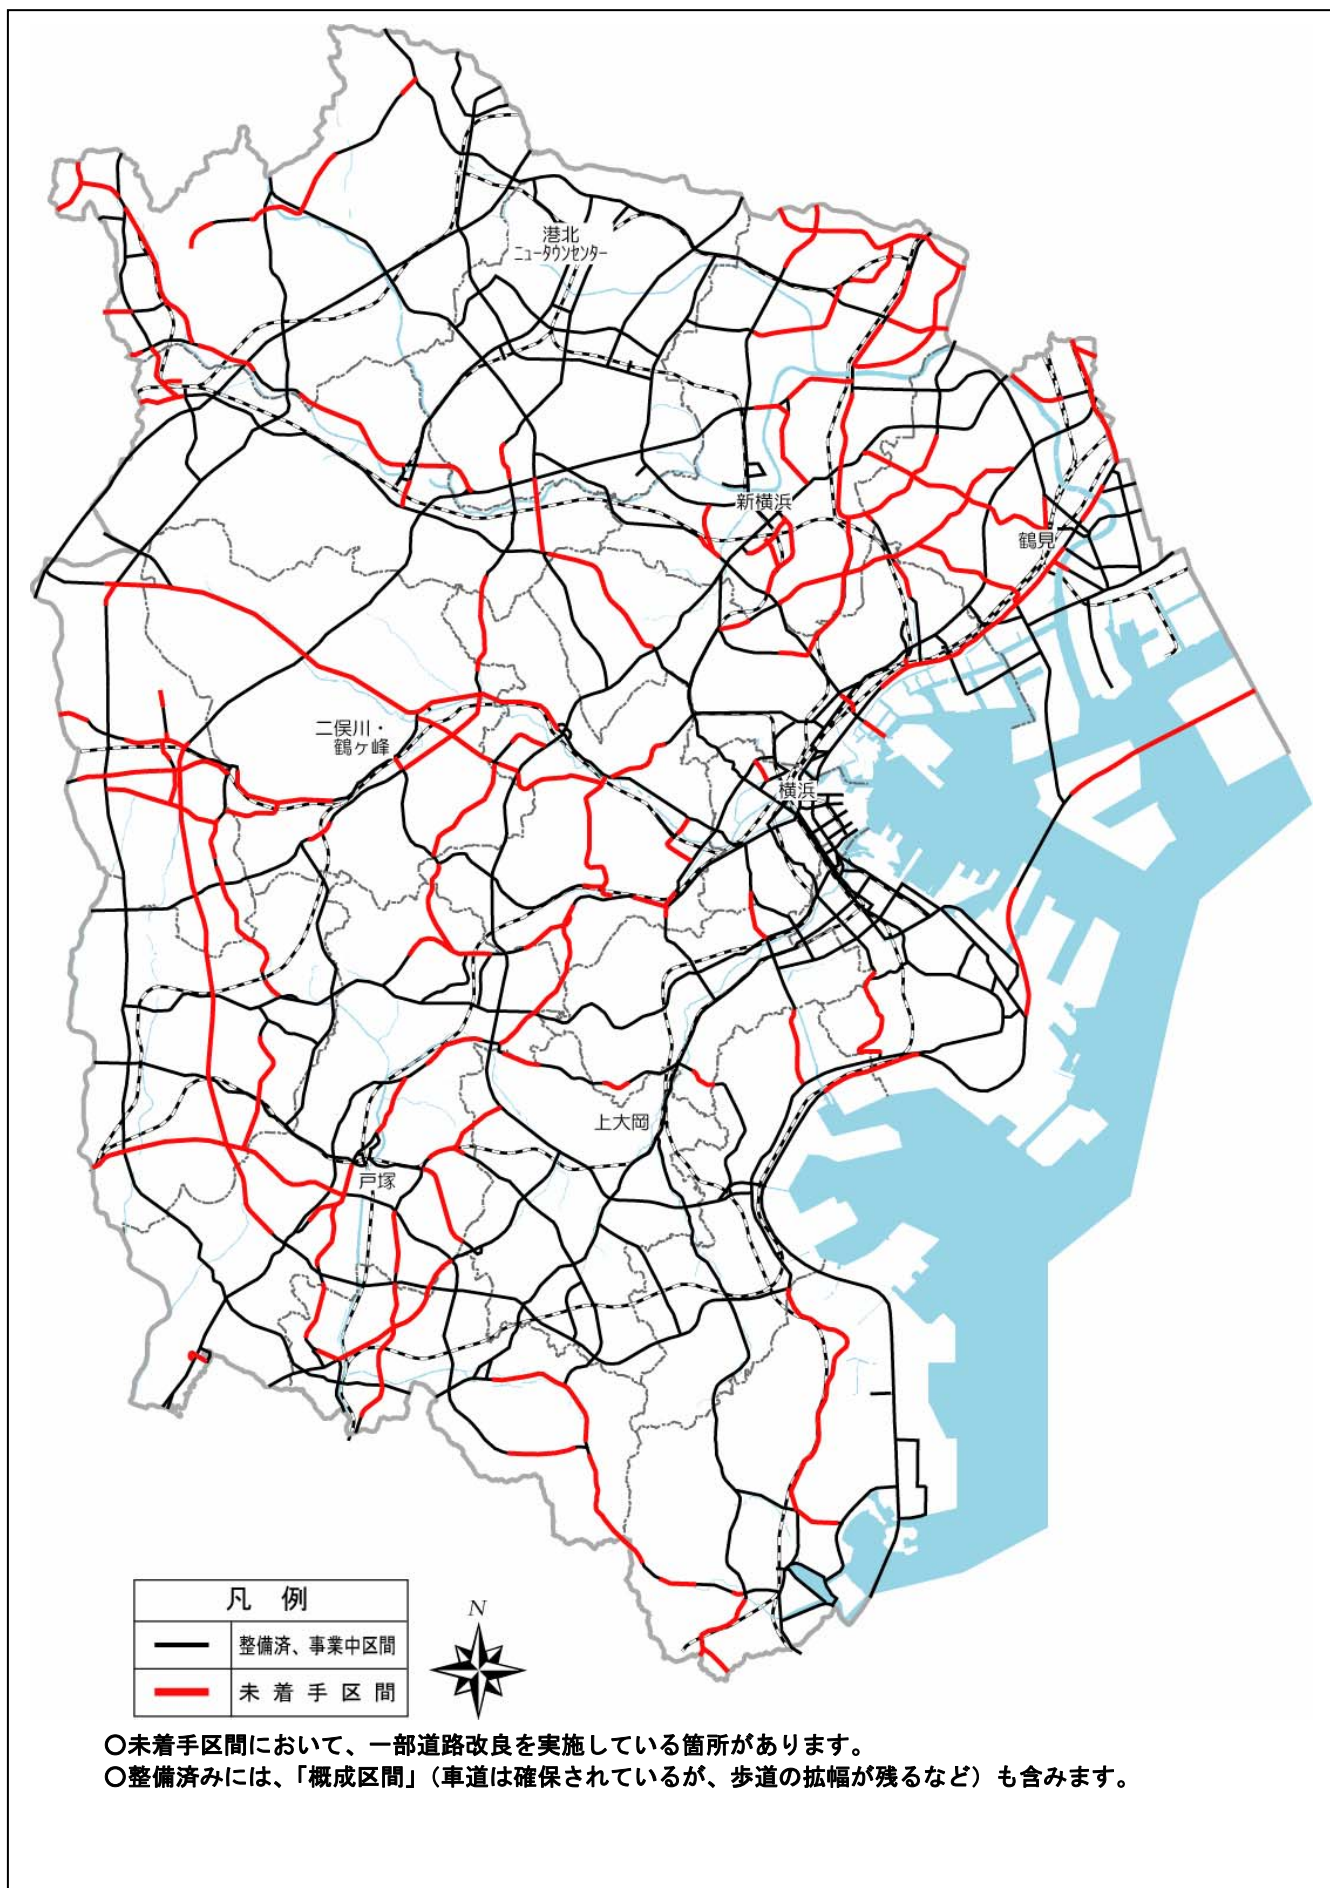 港北
ニュータウンセンター
新横浜
鶴見
二俣川・
鶴ヶ峰
横浜
上大岡
戸塚
凡 例
整備済、事業中区間
未 着 手 区 間
N
○未着手区間において、一部道路改良を実施している箇所があります。
○整備済みには、「概成区間」（車道は確保されているが、歩道の拡幅が残るなど）も含みます。